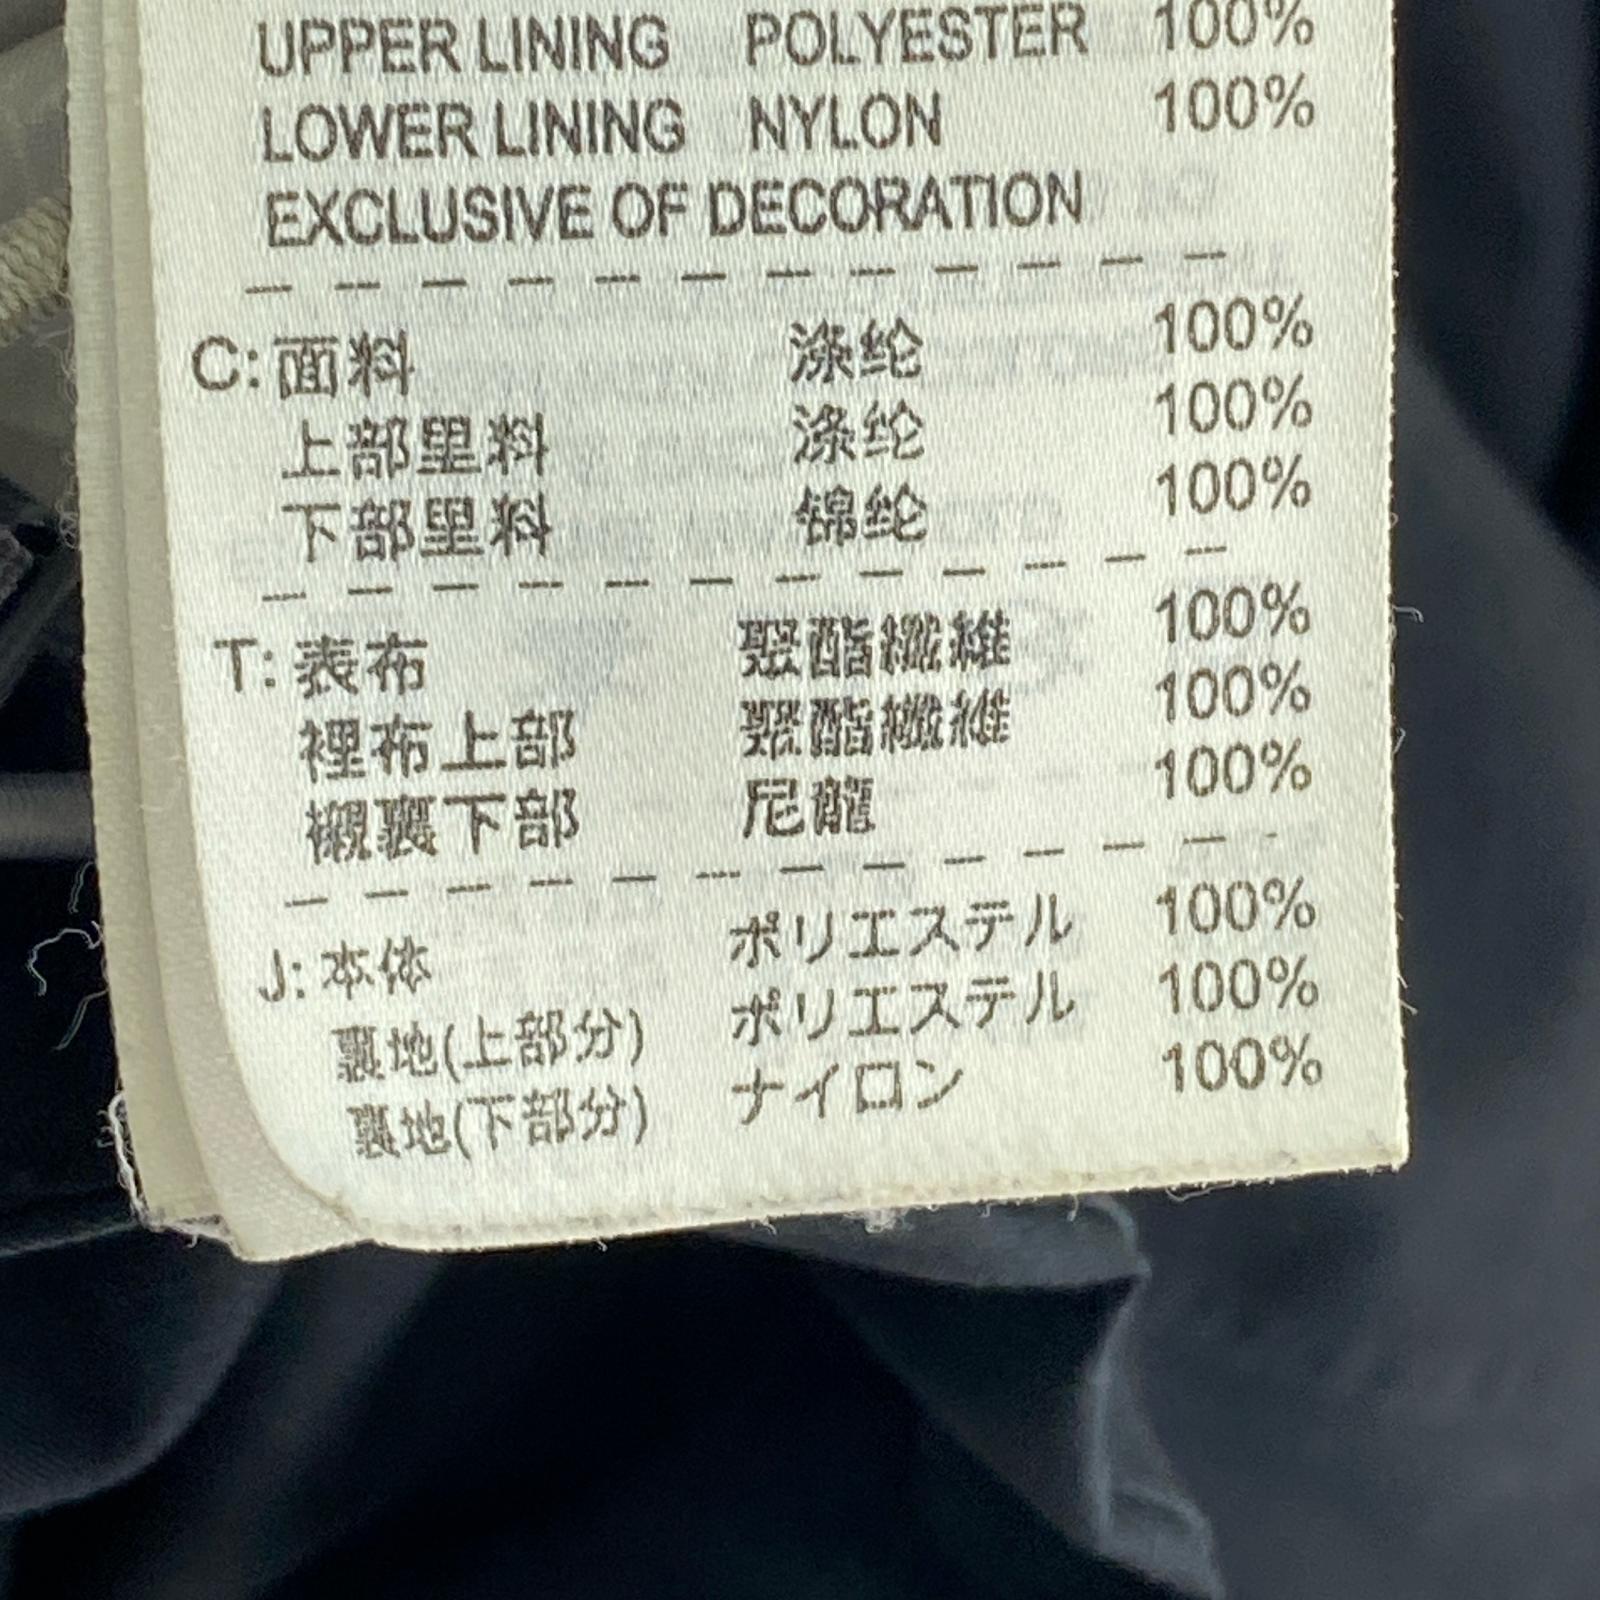 UPPER LINING POLYESTER 100%
LOWER LINING NYLON 100%
EXCLUSIVE OF DECORATION
C: 面料 涤纶 100%
上部里料 涤纶 100%
下部里料 锦纶 100%
T: 表布 聚酯纖維 100%
裡布上部 聚酯纖維 100%
襯裏下部 尼龍 100%
J: 本体 ポリエステル 100%
裏地(上部分) ポリエステル 100%
裏地(下部分) ナイロン 100%